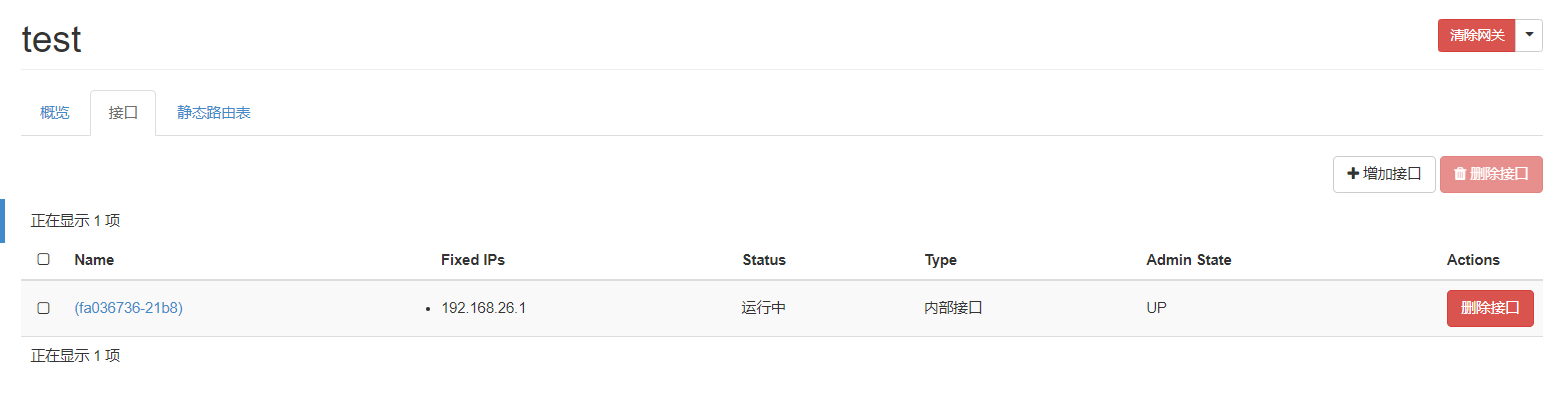 test
清除网关
概览 接口 静态路由表
增加接口 删除接口
正在显示 1 项
Name Fixed IPs Status Type Admin State Actions
(fa036736-21b8) • 192.168.26.1 运行中 内部接口 UP 删除接口
正在显示 1 项